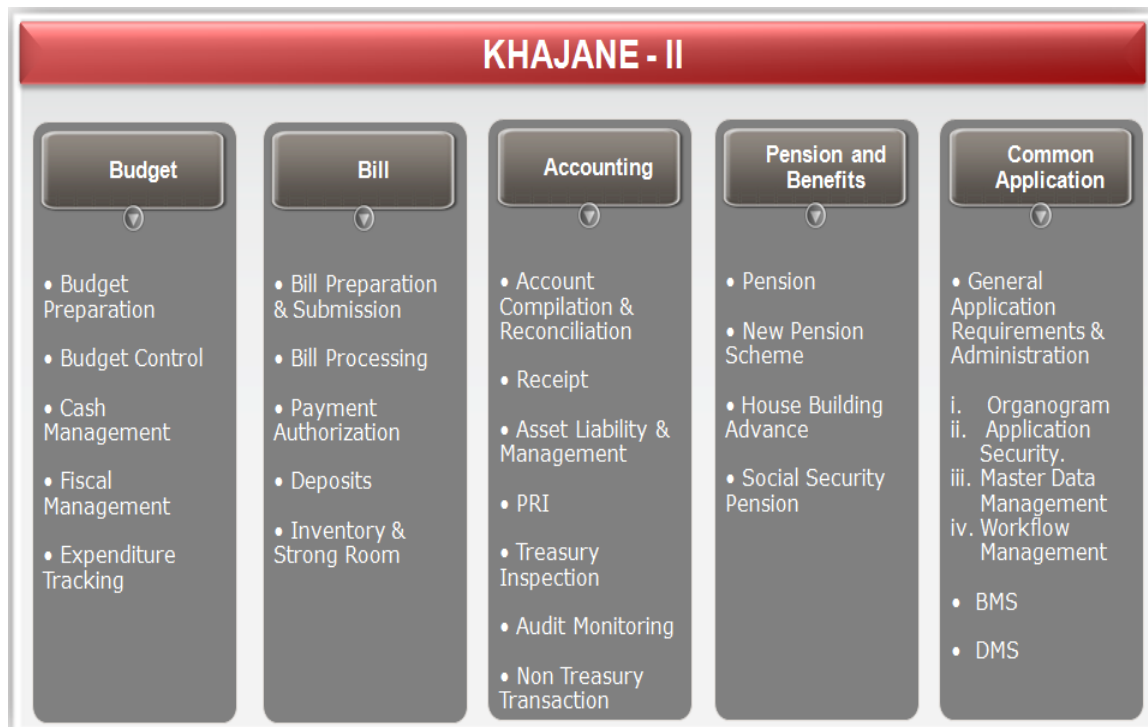 KHAJANE - II
Budget
• Budget
Preparation
• Budget Control
• Cash
Management
• Fiscal
Management
• Expenditure
Tracking
Bill
• Bill Preparation
& Submission
• Bill Processing
• Payment
Authorization
• Deposits
• Inventory &
Strong Room
Accounting
• Account
Compilation &
Reconciliation
• Receipt
• Asset Liability &
Management
• PRI
• Treasury
Inspection
• Audit Monitoring
• Non Treasury
Transaction
Pension and
Benefits
• Pension
• New Pension
Scheme
• House Building
Advance
• Social Security
Pension
Common
Application
• General
Application
Requirements &
Administration
i. Organogram
ii. Application
Security.
iii. Master Data
Management
iv. Workflow
Management
• BMS
• DMS